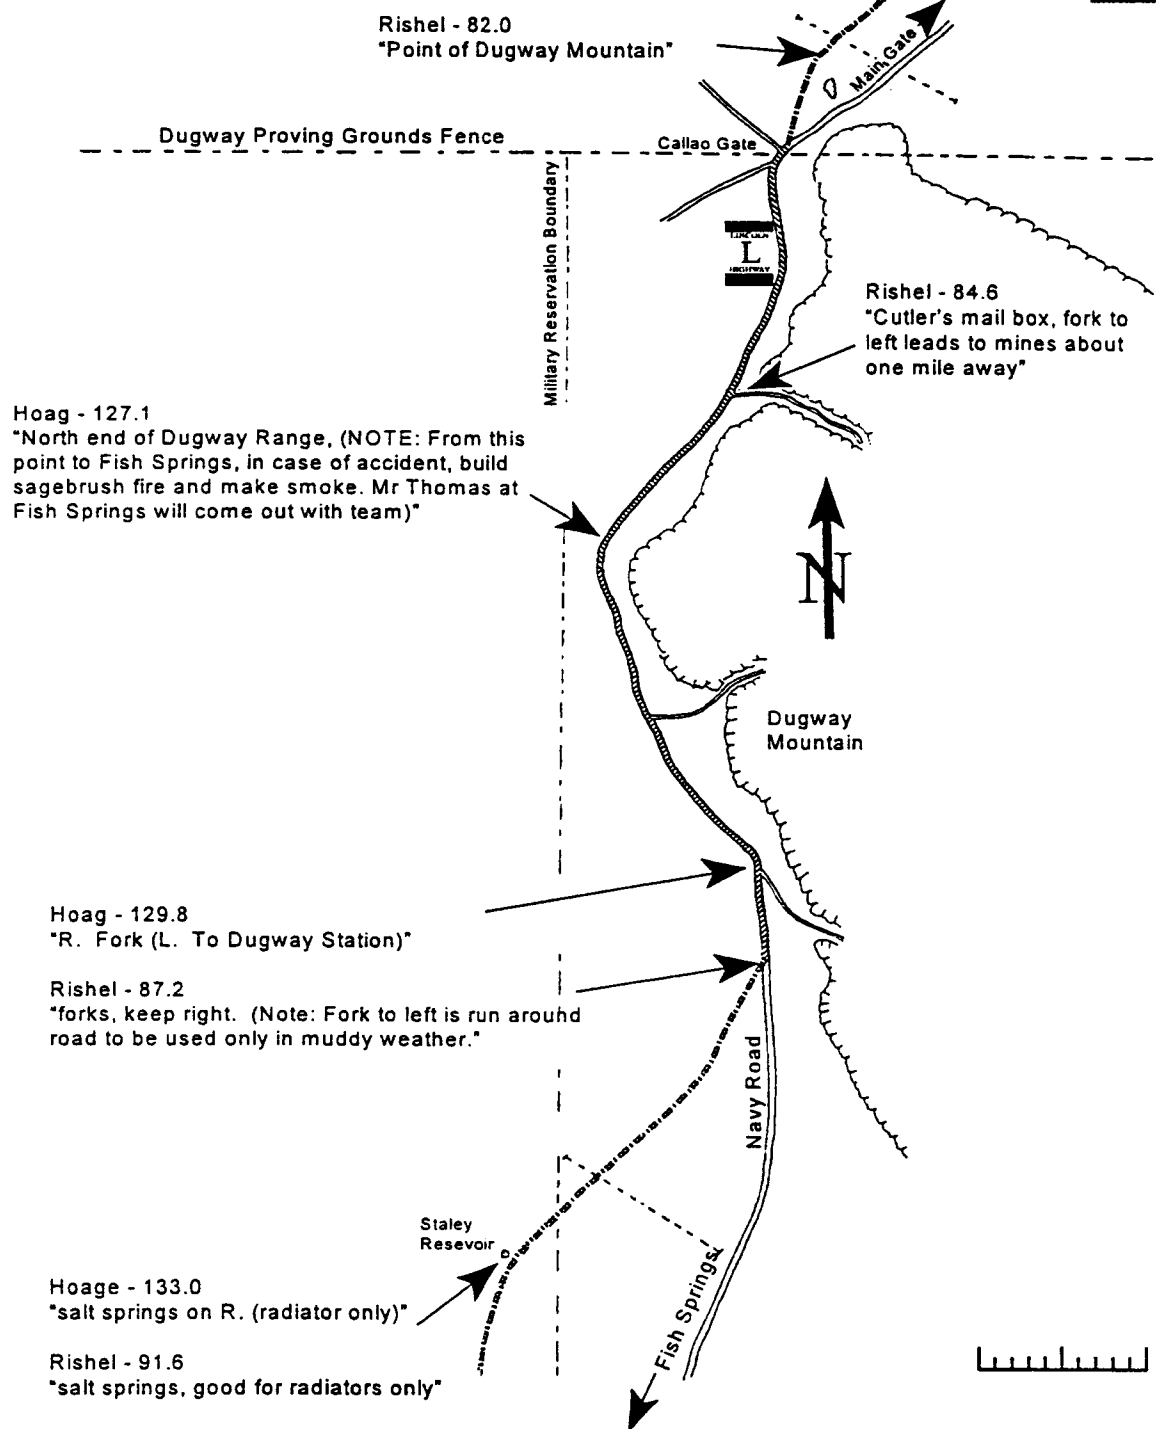 Rishel - 82.0
"Point of Dugway Mountain"
Main Gate
Dugway Proving Grounds Fence
Callao Gate
Military Reservation Boundary
LINCOLN
L
HIGHWAY
Rishel - 84.6
"Cutler's mail box, fork to
left leads to mines about
one mile away"
Hoag - 127.1
"North end of Dugway Range, (NOTE: From this
point to Fish Springs, in case of accident, build
sagebrush fire and make smoke. Mr Thomas at
Fish Springs will come out with team)"
N
Dugway
Mountain
Hoag - 129.8
"R. Fork (L. To Dugway Station)"
Rishel - 87.2
"forks, keep right. (Note: Fork to left is run around
road to be used only in muddy weather."
Navy Road
Staley
Resevoir
Hoage - 133.0
"salt springs on R. (radiator only)"
Fish Springs
Rishel - 91.6
"salt springs, good for radiators only"